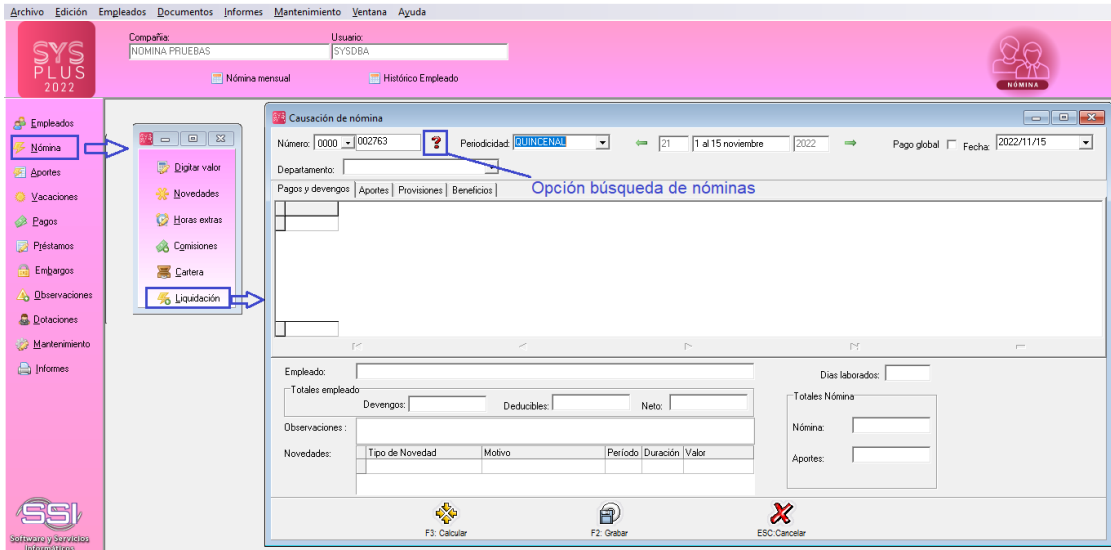 Archivo Edición Empleados Documentos Informes Mantenimiento Ventana Ayuda
SYS
PLUS
2022
Compañía:
NOMINA PRUEBAS
Usuario:
SYSDBA
Nómina mensual
Histórico Empleado
NÓMINA
Empleados
Nómina
Aportes
Vacaciones
Pagos
Préstamos
Embargos
Observaciones
Dotaciones
Mantenimiento
Informes
SSI
Software y Servicios
Informáticos
Digitar valor
Novedades
Horas extras
Comisiones
Cartera
Liquidación
Causación de nómina
Número: 0000 002763 ? Periodicidad: QUINCENAL 21 1 al 15 noviembre 2022 Pago global Fecha: 2022/11/15
Departamento:
Opción búsqueda de nóminas
Pagos y devengos Aportes Provisiones Beneficios
Empleado:
Dias laborados:
Totales empleado
Devengos: Deducibles: Neto:
Totales Nómina
Observaciones :
Nómina:
Novedades: Tipo de Novedad Motivo Período Duración Valor
Aportes:
F3: Calcular F2: Grabar ESC:Cancelar